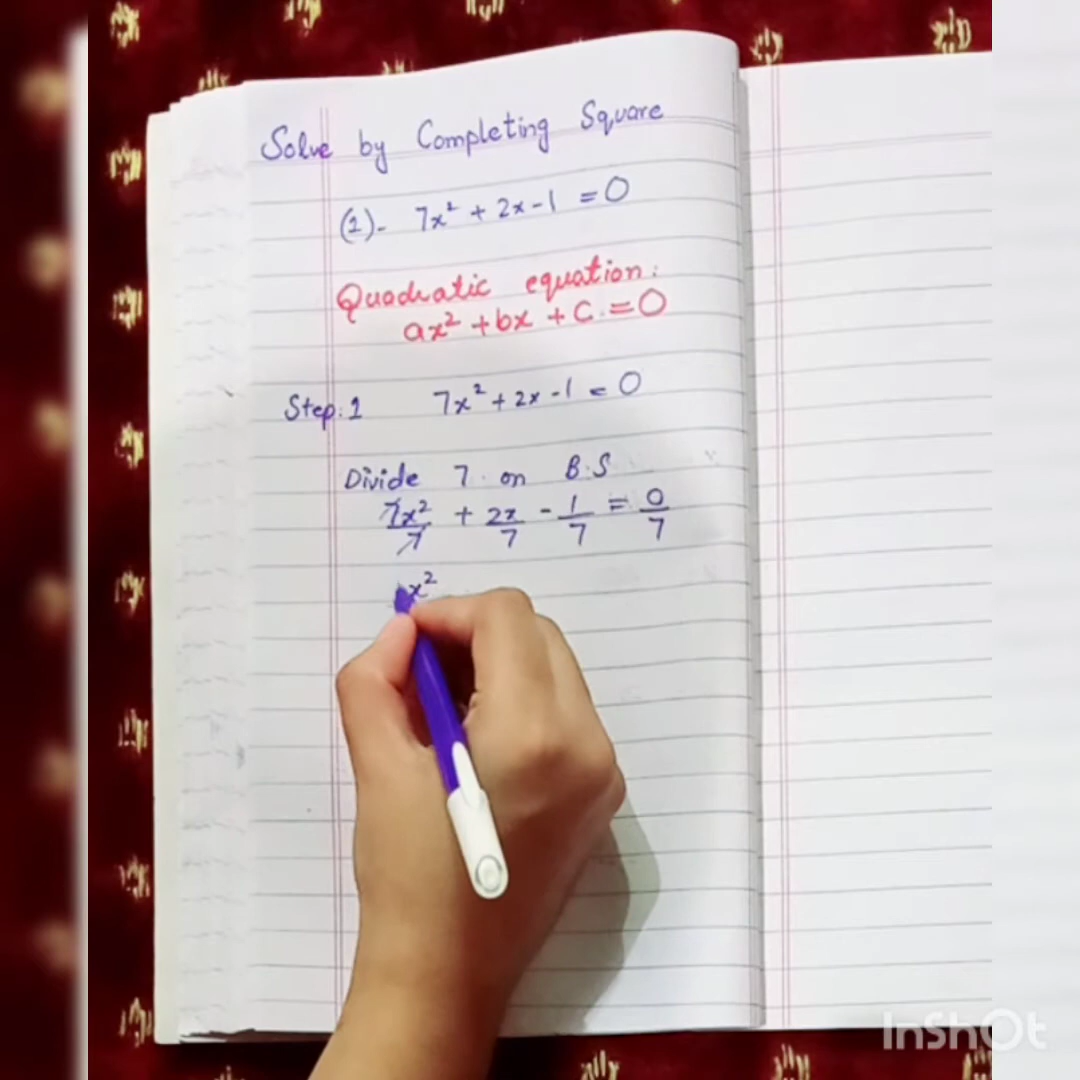 Solve by Completing Square
(1)- 7x² + 2x - 1 = 0
Quadratic equation:
ax² + bx + C = 0
Step: 1 7x² + 2x - 1 = 0
Divide 7 on B.S
7x²/7 + 2x/7 - 1/7 = 0/7
x²
InShOt